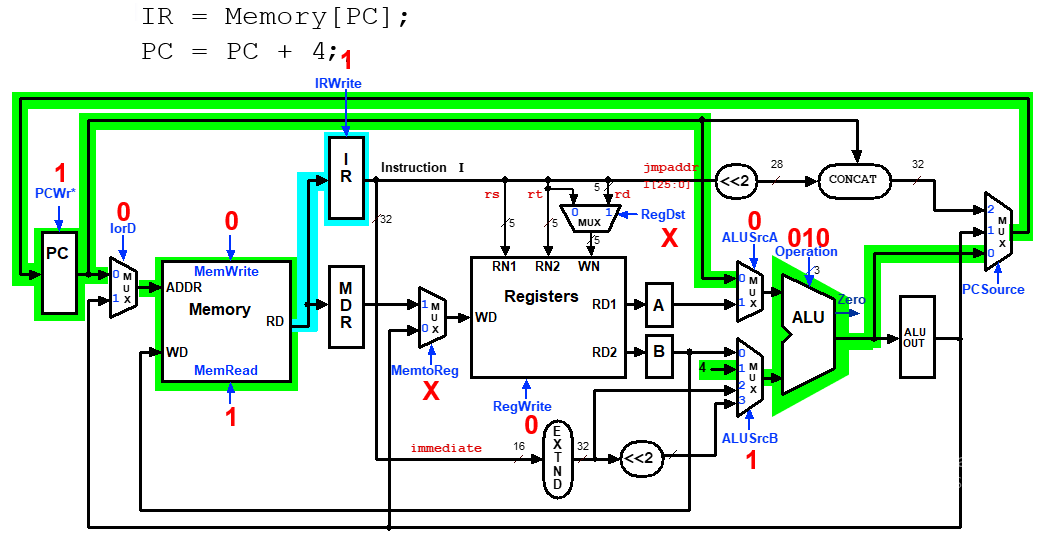 IR = Memory[PC];
PC = PC + 4;
1
IRWrite
I
R
Instruction I
jmpaddr
I[25:0]
<<2
28
CONCAT
32
rs
rt
5
rd
32
5
5
0
1
MUX
5
RegDst
X
1
PCWr*
PC
0
IorD
0
1
M
U
X
0
MemWrite
ADDR
Memory
RD
WD
MemRead
1
M
D
R
1
0
M
U
X
MemtoReg
X
RN1
RN2
WN
Registers
WD
RD1
RD2
RegWrite
0
A
B
0
ALUSrcA
0
1
M
U
X
010
Operation
3
ALU
Zero
4
0
1
2
3
M
U
X
ALUSrcB
1
ALU
OUT
2
1
0
M
U
X
PCSource
immediate
16
E
X
T
N
D
32
<<2